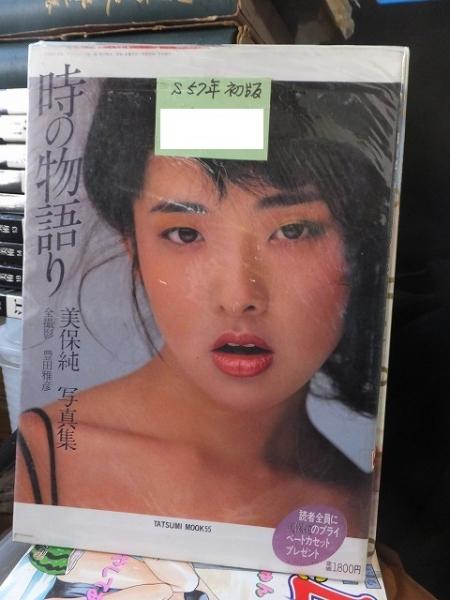 S57年 初版
時の物語り
美保純 写真集
全撮影 豊田雅彦
TATSUMI MOOK 55
読者全員に
のプライ
ベートカセット
プレゼント
定価1800円